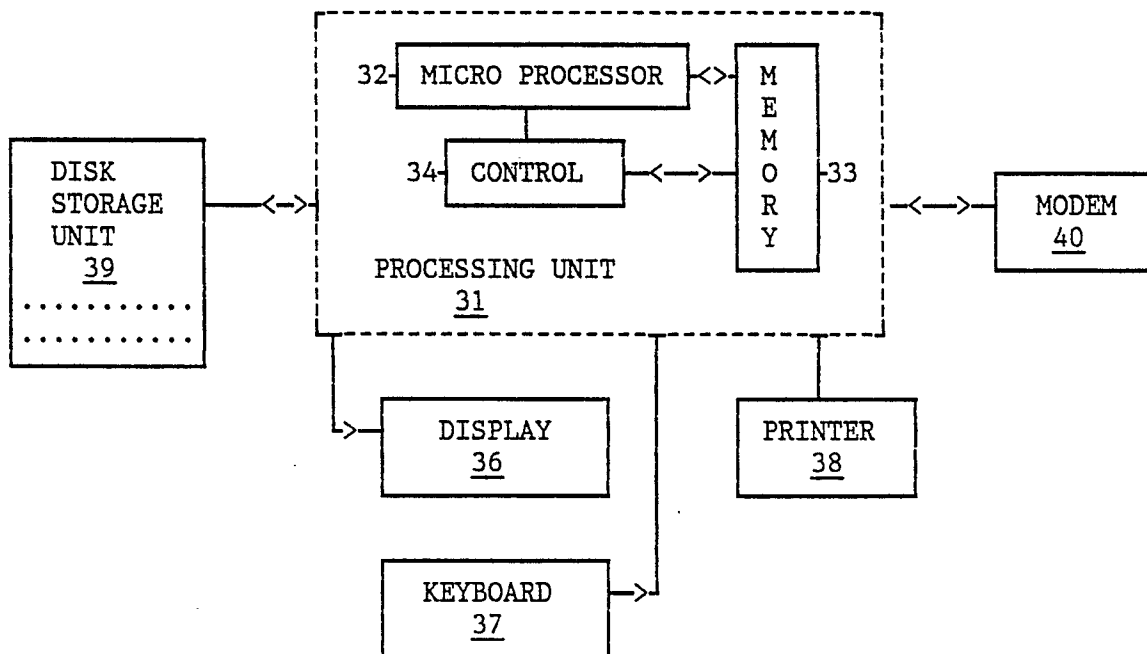 32
MICRO PROCESSOR
MEMORY
34
CONTROL
33
DISK
STORAGE
UNIT
39
PROCESSING UNIT
31
MODEM
40
DISPLAY
36
PRINTER
38
KEYBOARD
37